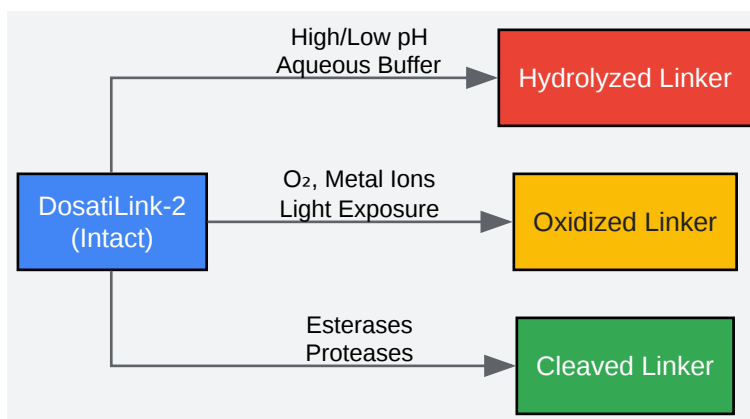 High/Low pH
Aqueous Buffer
Hydrolyzed Linker
DosatiLink-2
(Intact)
O₂, Metal Ions
Light Exposure
Oxidized Linker
Esterases
Proteases
Cleaved Linker